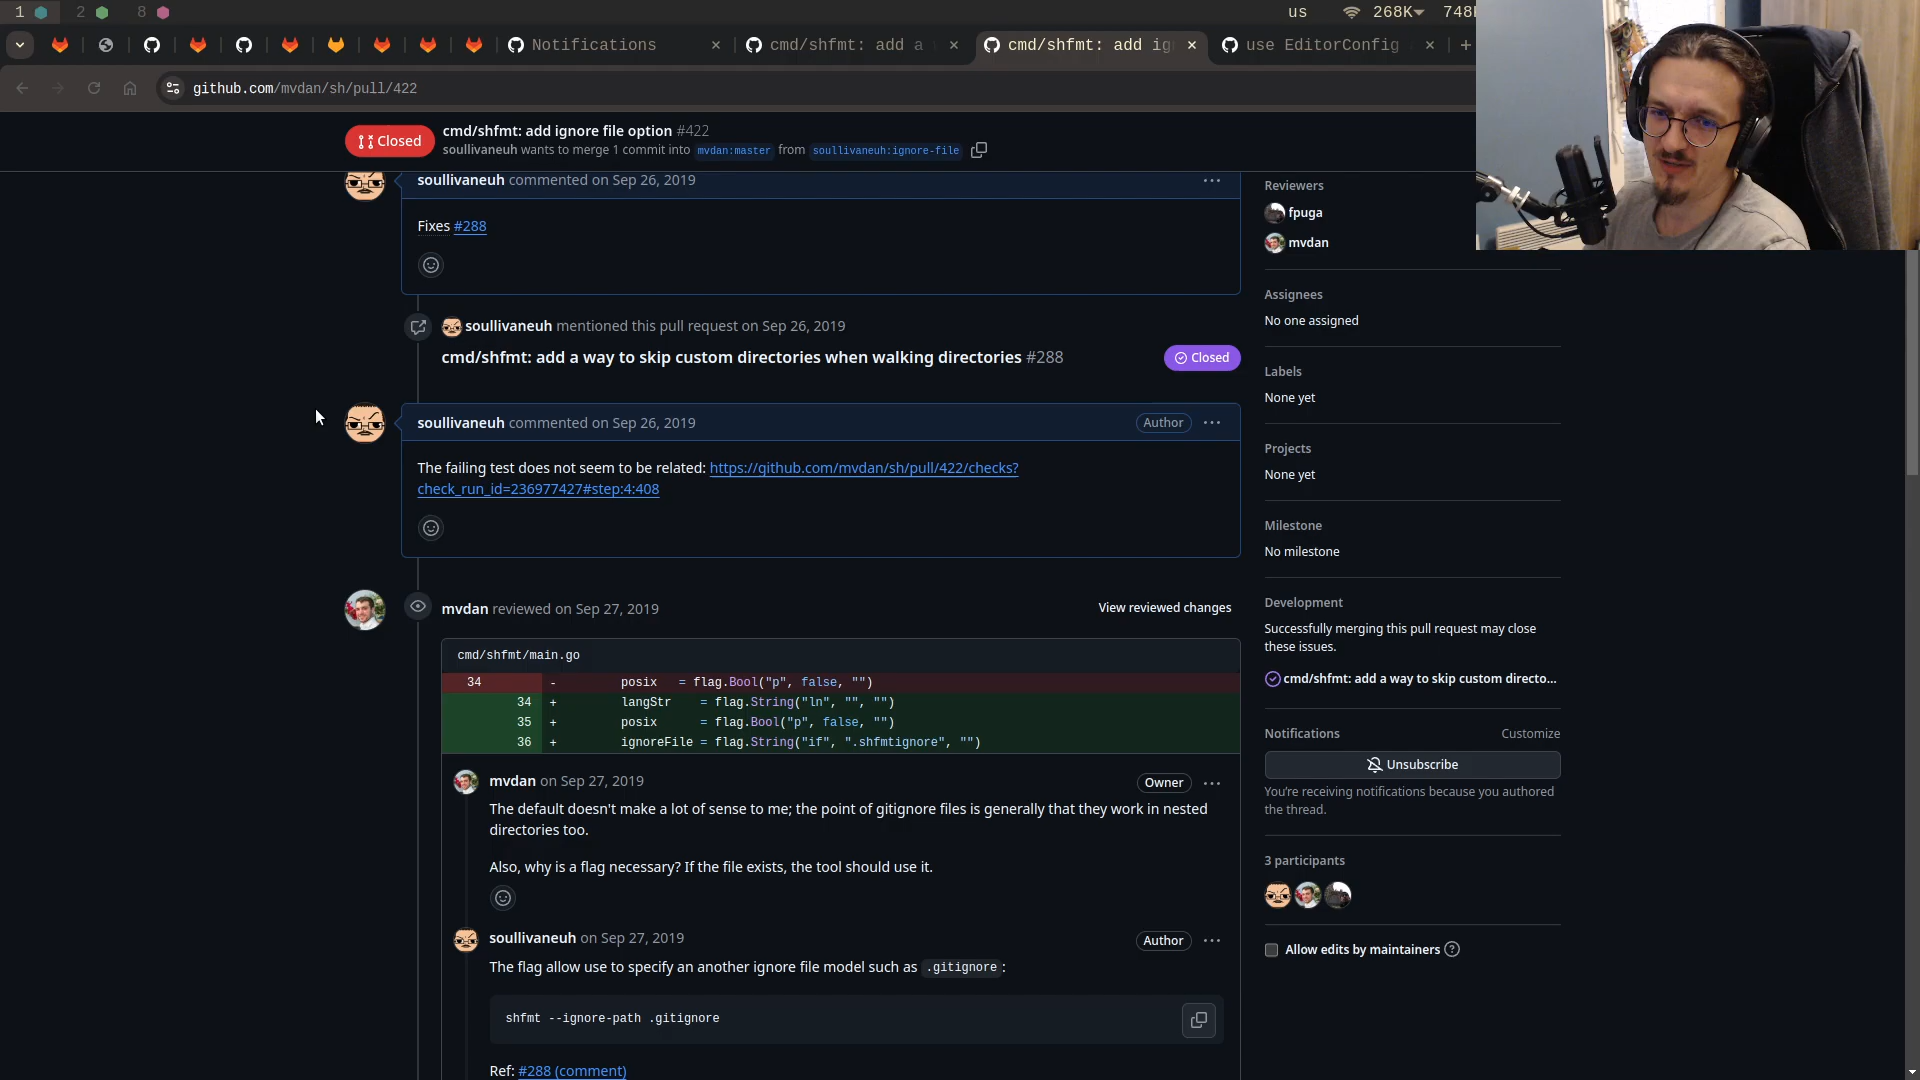 1 2 8 us 268K 748K
Notifications × cmd/shfmt: add a × cmd/shfmt: add ig × use EditorConfig × +
github.com/mvdan/sh/pull/422
Closed
cmd/shfmt: add ignore file option #422
soullivaneuh wants to merge 1 commit into mvdan:master from soullivaneuh:ignore-file
soullivaneuh commented on Sep 26, 2019
Fixes #288
soullivaneuh mentioned this pull request on Sep 26, 2019
cmd/shfmt: add a way to skip custom directories when walking directories #288
Closed
soullivaneuh commented on Sep 26, 2019
Author
The failing test does not seem to be related: https://github.com/mvdan/sh/pull/422/checks?
check_run_id=236977427#step:4:408
mvdan reviewed on Sep 27, 2019
View reviewed changes
cmd/shfmt/main.go
34 - posix = flag.Bool("p", false, "")
34 + langStr = flag.String("ln", "", "")
35 + posix = flag.Bool("p", false, "")
36 + ignoreFile = flag.String("if", ".shfmtignore", "")
mvdan on Sep 27, 2019
Owner
The default doesn't make a lot of sense to me; the point of gitignore files is generally that they work in nested
directories too.
Also, why is a flag necessary? If the file exists, the tool should use it.
soullivaneuh on Sep 27, 2019
Author
The flag allow use to specify an another ignore file model such as .gitignore:
shfmt --ignore-path .gitignore
Ref: #288 (comment)
Reviewers
fpuga
mvdan
Assignees
No one assigned
Labels
None yet
Projects
None yet
Milestone
No milestone
Development
Successfully merging this pull request may close
these issues.
cmd/shfmt: add a way to skip custom directo...
Notifications
Customize
Unsubscribe
You're receiving notifications because you authored
the thread.
3 participants
Allow edits by maintainers